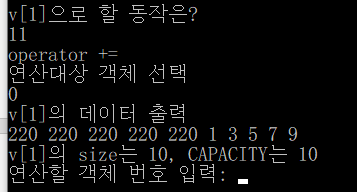 v[1]으로 할 동작은?
11
operator +=
연산대상 객체 선택
0
v[1]의 데이터 출력
220 220 220 220 220 1 3 5 7 9
v[1]의 size는 10, CAPACITY는 10
연산할 객체 번호 입력: